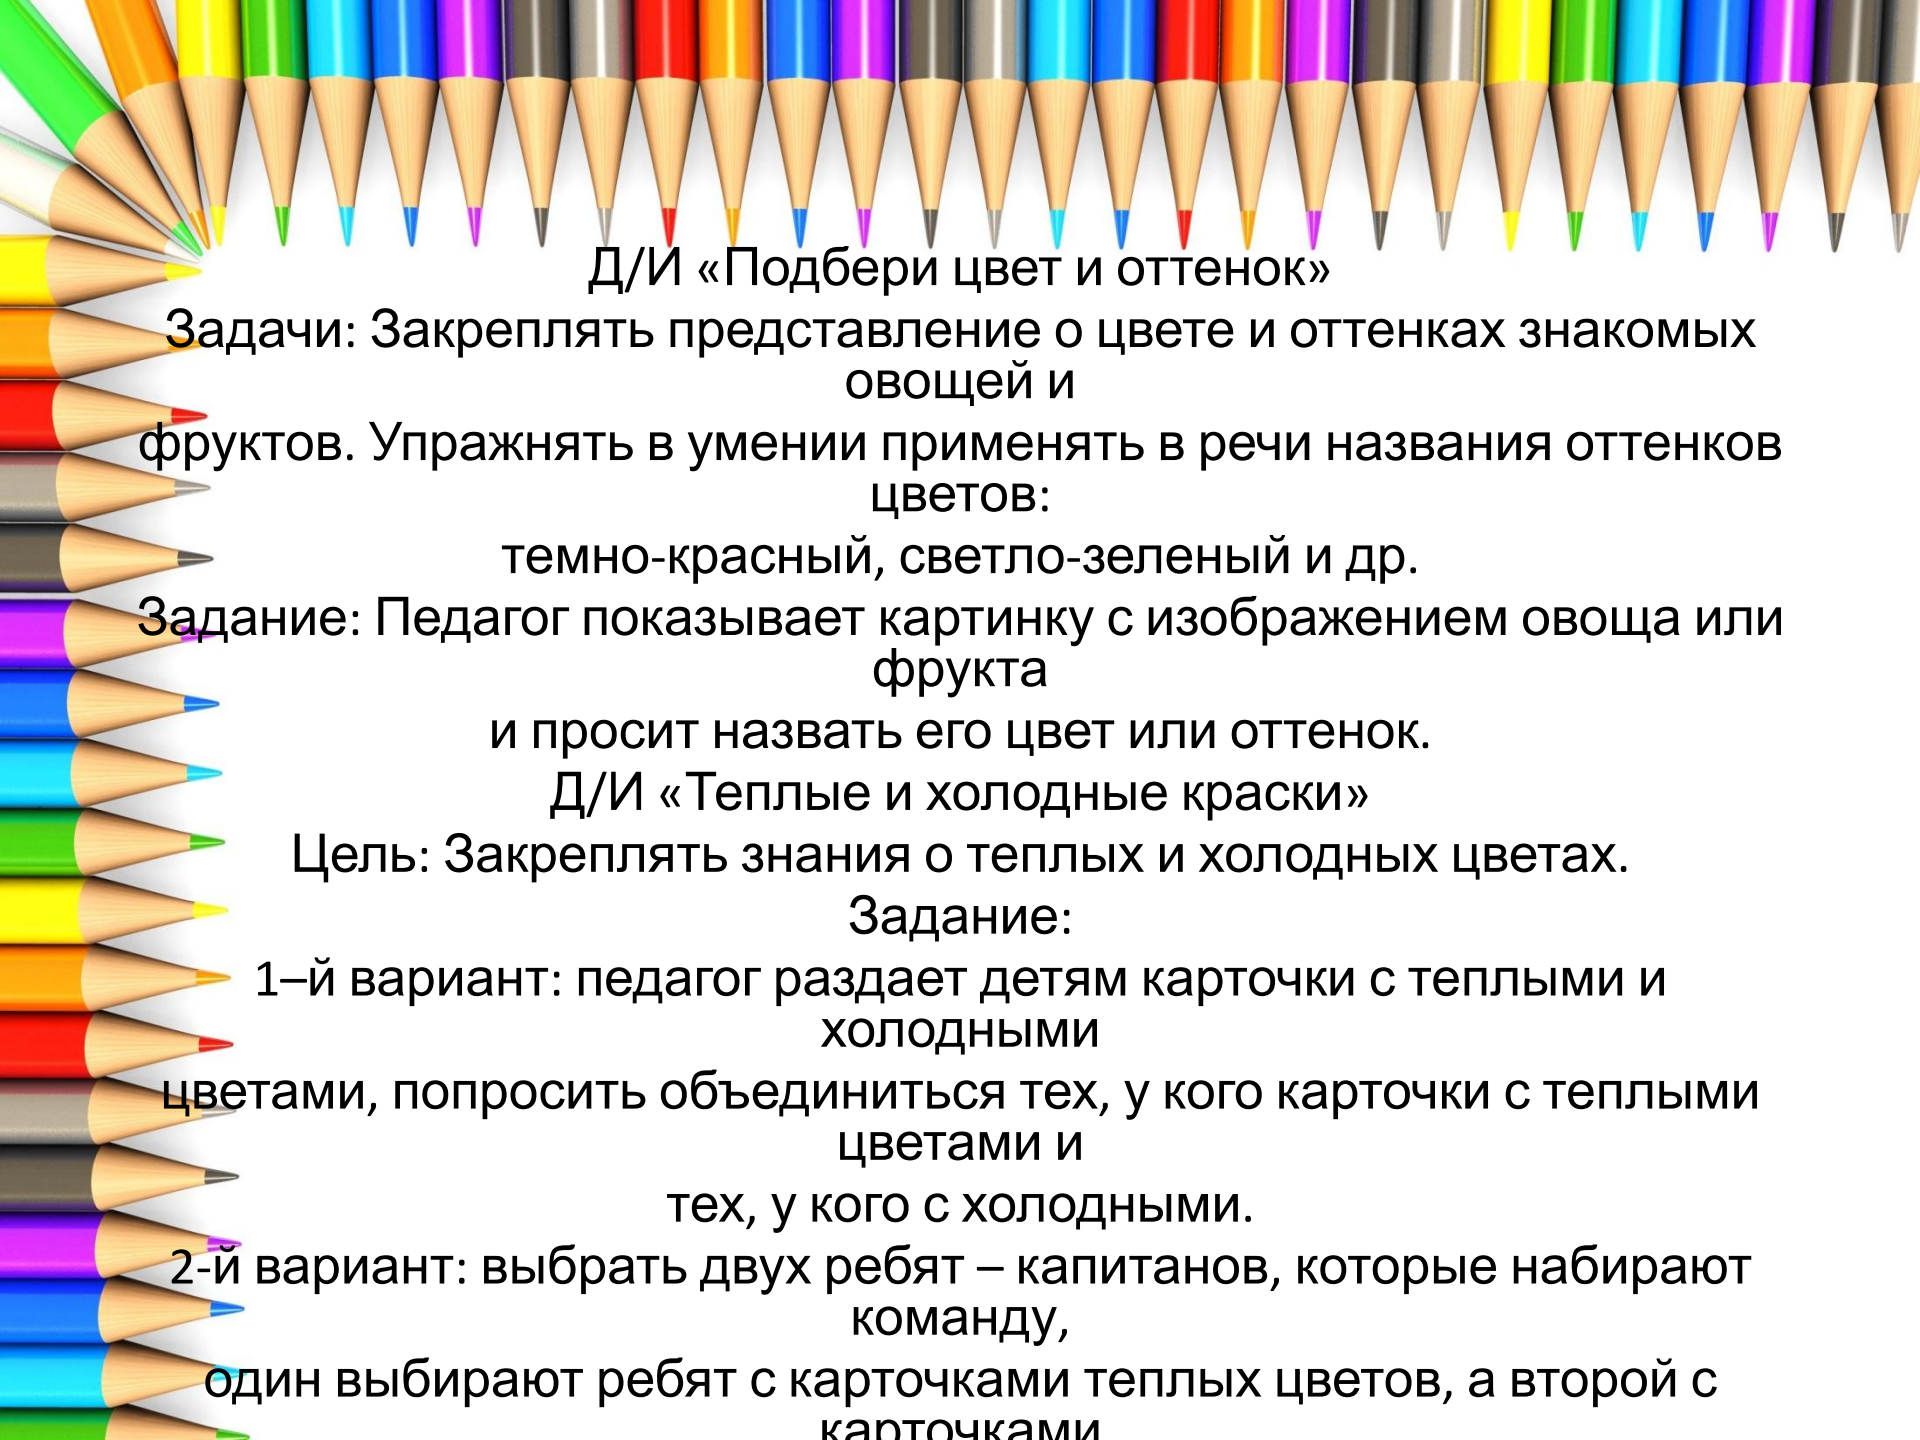 Д/И «Подбери цвет и оттенок»
Задачи: Закреплять представление о цвете и оттенках знакомых
овощей и
фруктов. Упражнять в умении применять в речи названия оттенков
цветов:
темно-красный, светло-зеленый и др.
Задание: Педагог показывает картинку с изображением овоща или
фрукта
и просит назвать его цвет или оттенок.
Д/И «Теплые и холодные краски»
Цель: Закреплять знания о теплых и холодных цветах.
Задание:
1–й вариант: педагог раздает детям карточки с теплыми и
холодными
цветами, попросить объединиться тех, у кого карточки с теплыми
цветами и
тех, у кого с холодными.
2-й вариант: выбрать двух ребят – капитанов, которые набирают
команду,
один выбирают ребят с карточками теплых цветов, а второй с
карточками